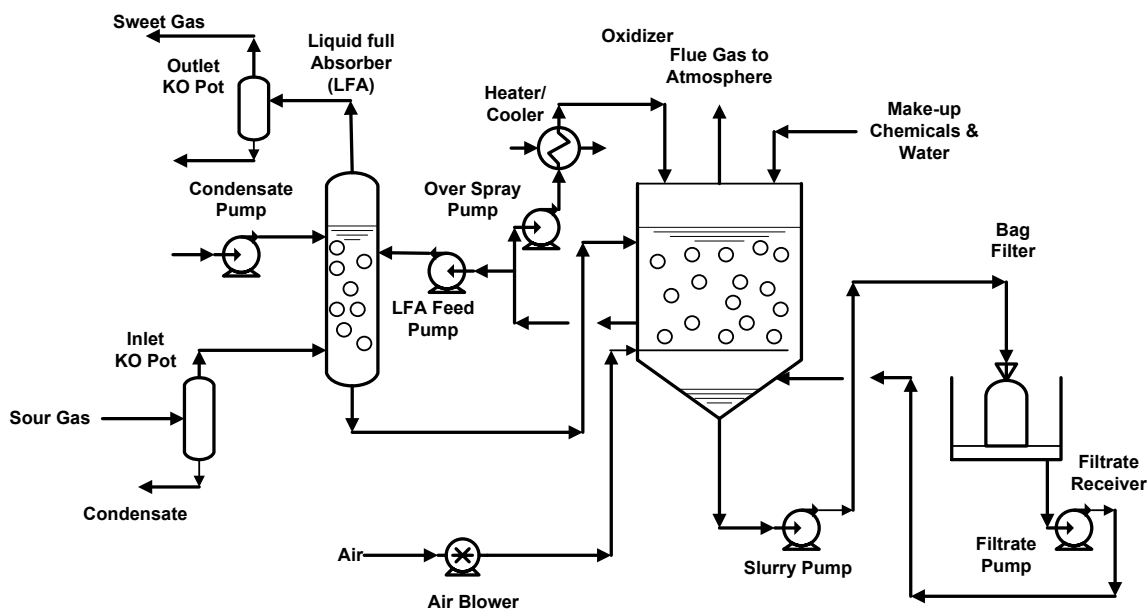 Sweet Gas
Outlet
KO Pot
Liquid full
Absorber
(LFA)
Oxidizer
Flue Gas to
Atmosphere
Heater/
Cooler
Make-up
Chemicals &
Water
Condensate
Pump
Over Spray
Pump
Bag
Filter
LFA Feed
Pump
Inlet
KO Pot
Sour Gas
Condensate
Filtrate
Receiver
Air
Air Blower
Slurry Pump
Filtrate
Pump